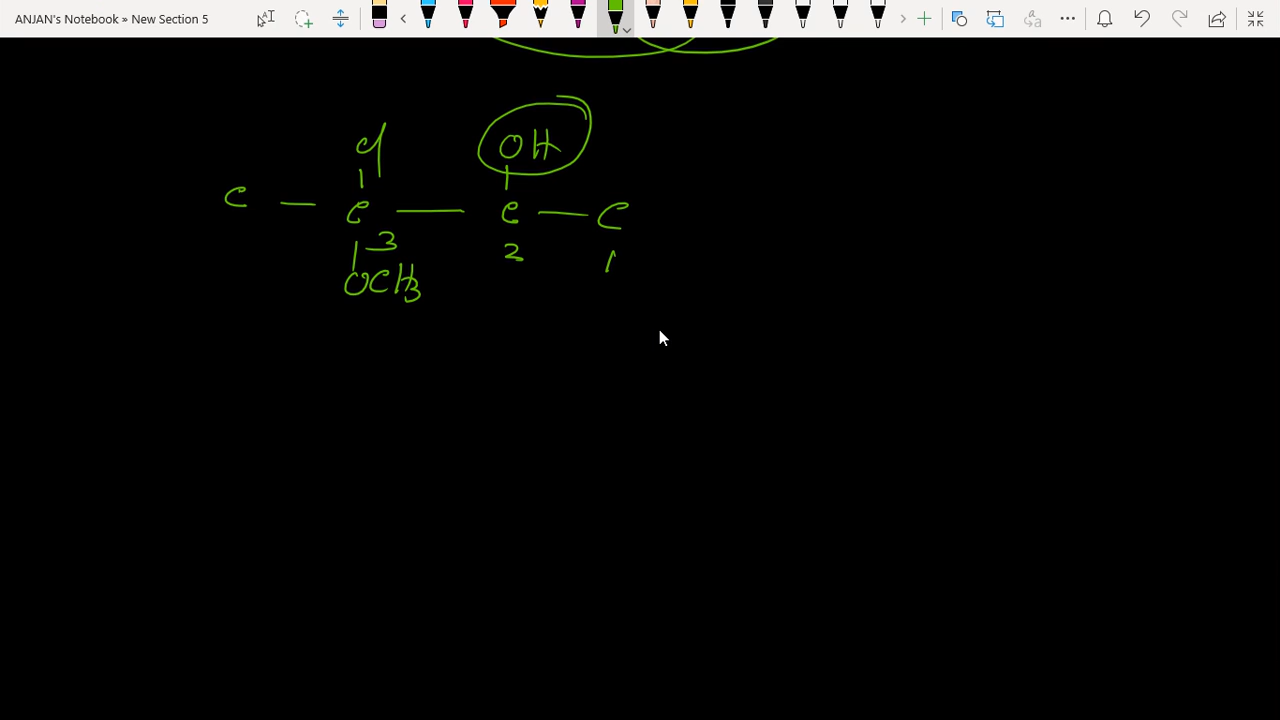 ANJAN's Notebook » New Section 5
Cl OH
C — C — C — C
3 2 1
OCH3